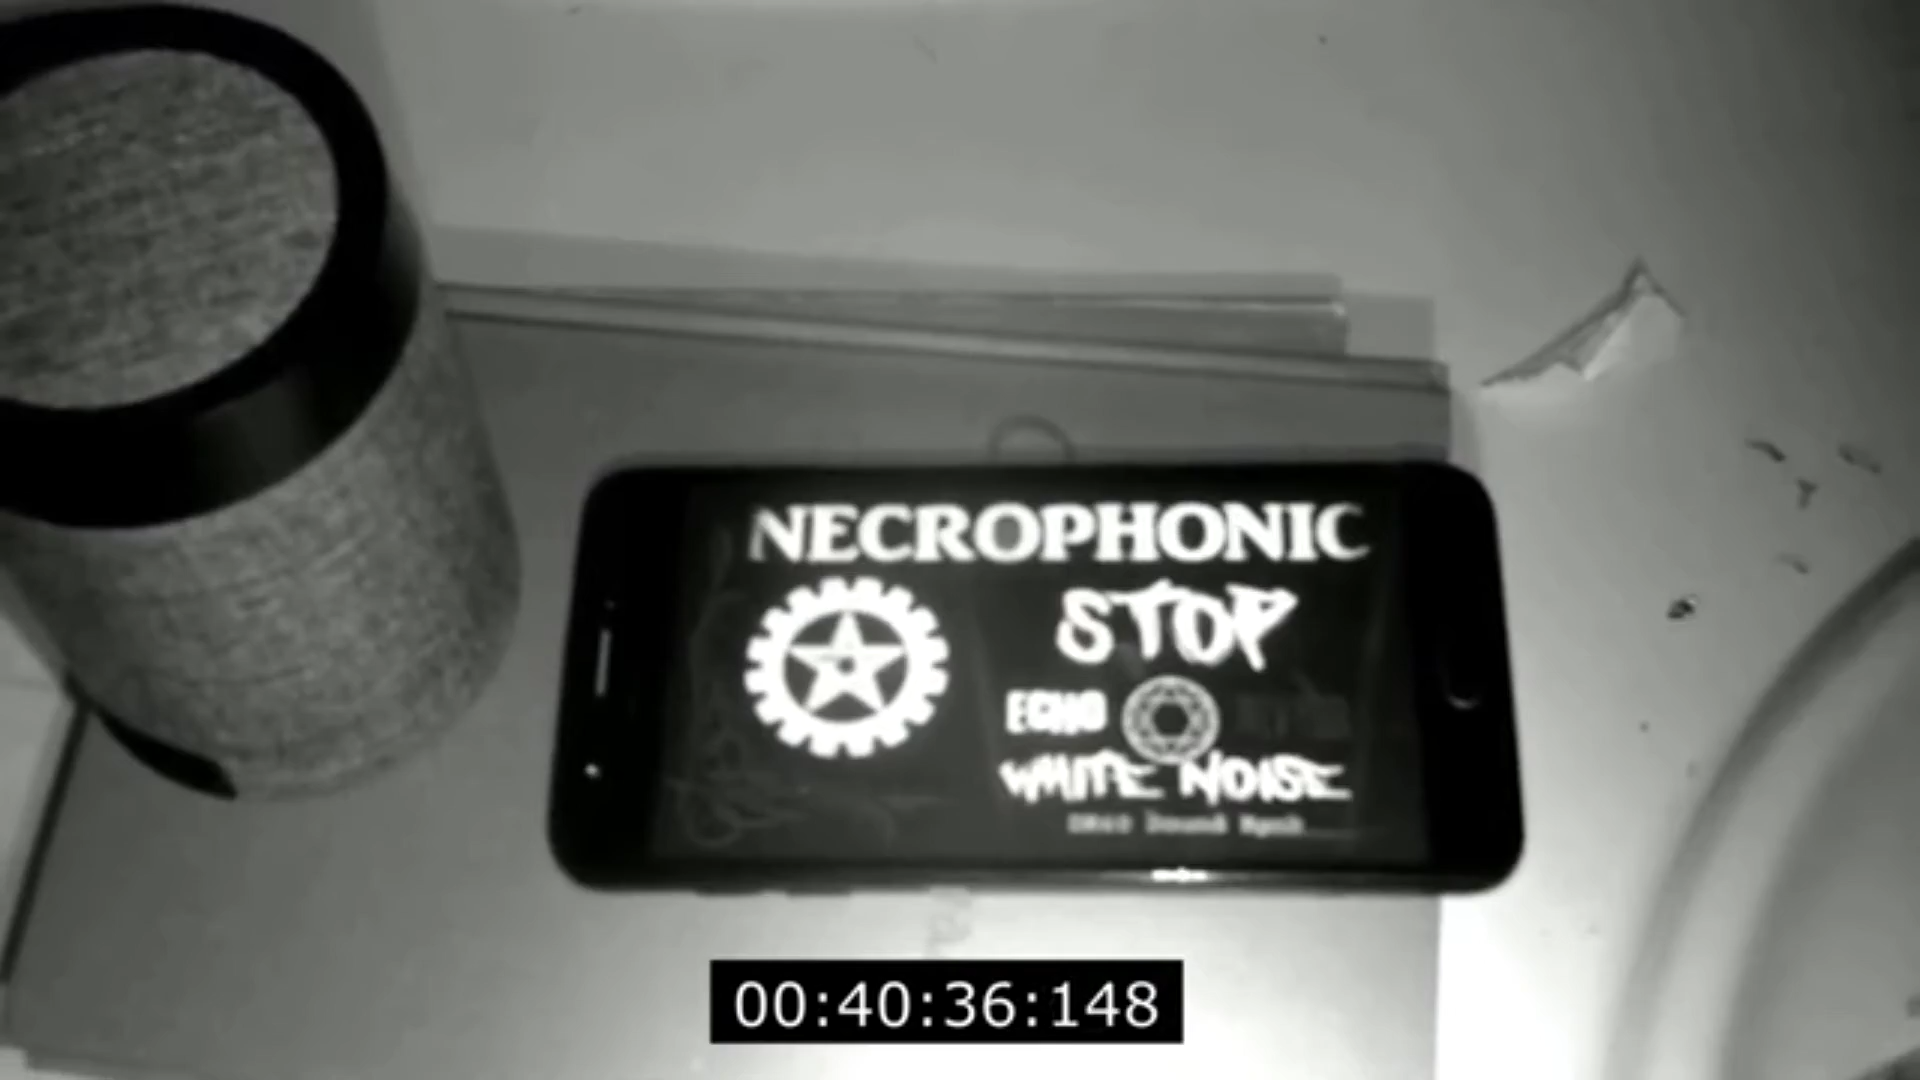 NECROPHONIC
STOP
ECHO
WHITE NOISE
00:40:36:148